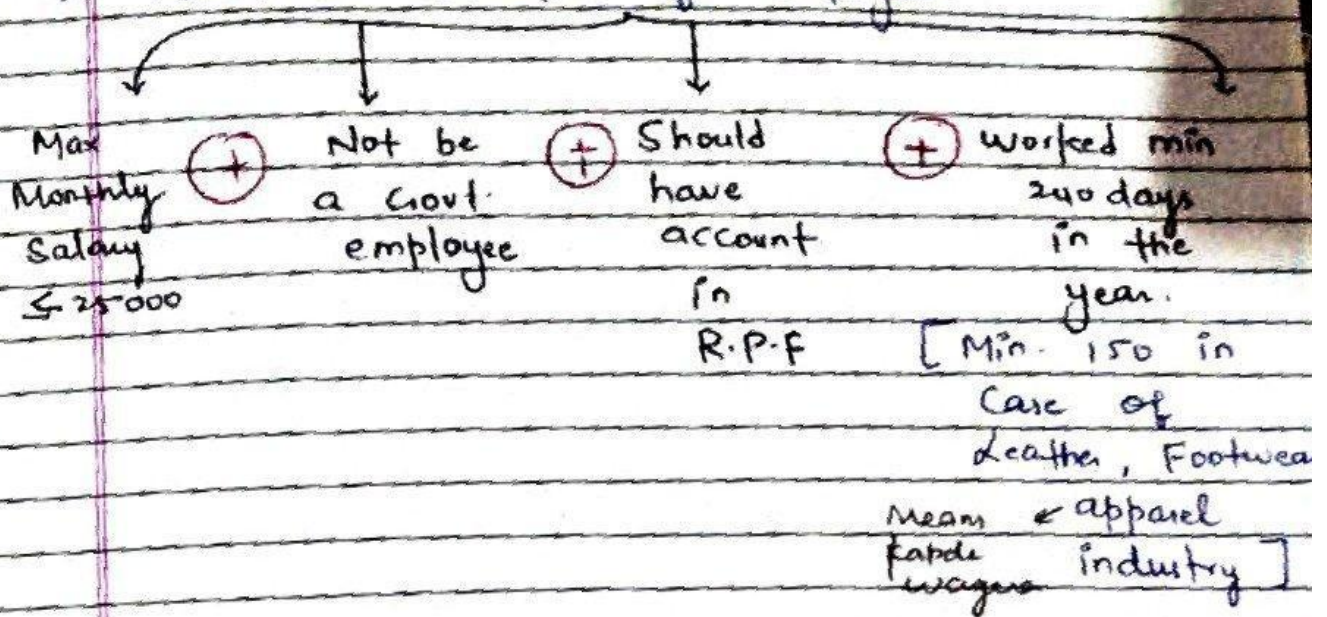 Max
Monthly
Salary
≤ 25000
+
Not be
a Govt.
employee
+
Should
have
account
in
R.P.F
+
worked min
240 days
in the
year.
[Min. 150 in
Case of
Leather, Footwea
apparel
industry]
Means
kapde
wagera